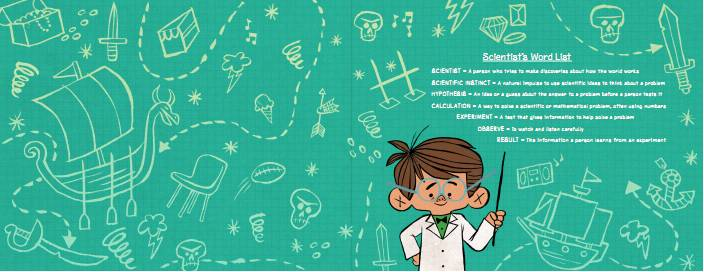 Scientist's Word List
SCIENTIST = A person who tries to make discoveries about how the world works
SCIENTIFIC INSTINCT = A natural impulse to use scientific ideas to think about a problem
HYPOTHESIS = An idea or a guess about the answer to a problem before a person tests it
CALCULATION = A way to solve a scientific or mathematical problem, often using numbers
EXPERIMENT = A test that gives information to help solve a problem
OBSERVE = To watch and listen carefully
RESULT = The information a person learns from an experiment